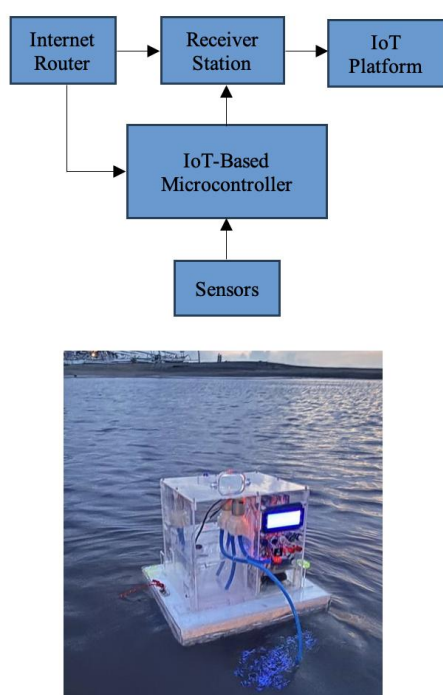 Internet
Router
Receiver
Station
IoT
Platform
IoT-Based
Microcontroller
Sensors